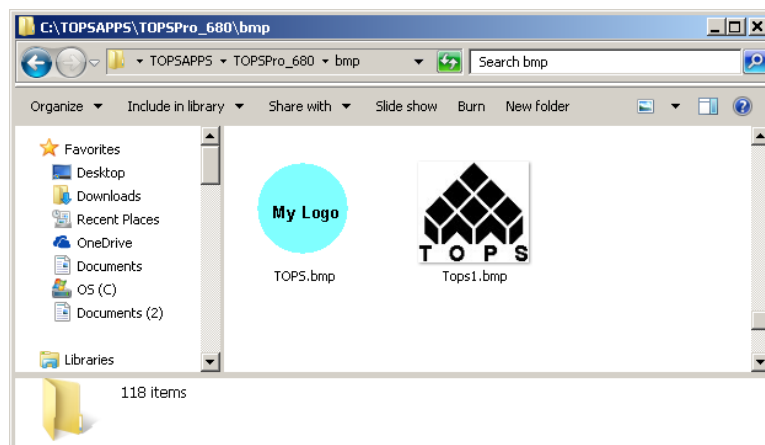 C:\TOPSAPPS\TOPSPro_680\bmp
TOPSAPPS TOPSPro_680 bmp Search bmp
Organize Include in library Share with Slide show Burn New folder
Favorites
Desktop
Downloads
Recent Places
OneDrive
Documents
OS (C)
Documents (2)
Libraries
My Logo
TOPS.bmp
TOPS
Tops1.bmp
118 items